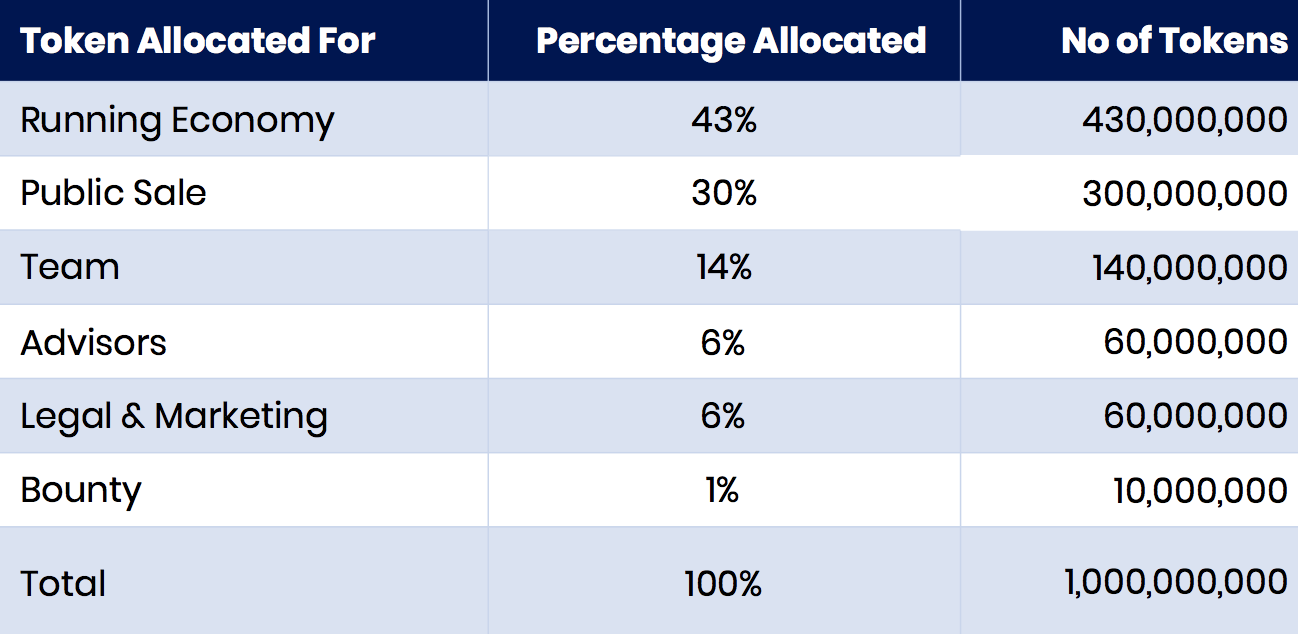 Token Allocated For Percentage Allocated No of Tokens
Running Economy 43% 430,000,000
Public Sale 30% 300,000,000
Team 14% 140,000,000
Advisors 6% 60,000,000
Legal & Marketing 6% 60,000,000
Bounty 1% 10,000,000
Total 100% 1,000,000,000